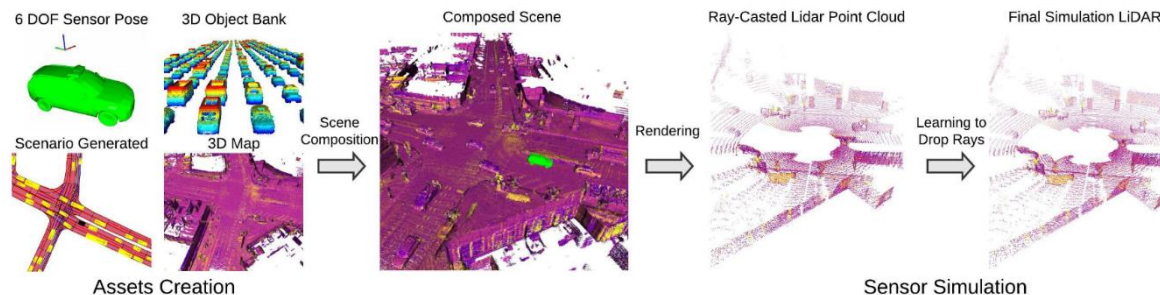 6 DOF Sensor Pose
3D Object Bank
Composed Scene
Ray-Casted Lidar Point Cloud
Final Simulation LiDAR
Scenario Generated
3D Map
Scene
Composition
Rendering
Learning to
Drop Rays
Assets Creation
Sensor Simulation